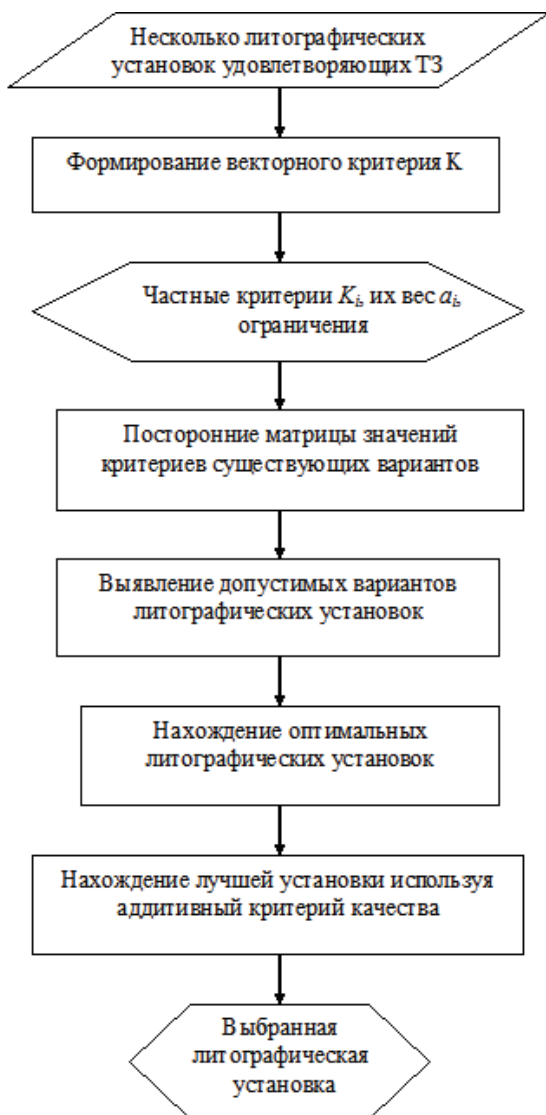 Несколько литографических
установок удовлетворяющих ТЗ
Формирование векторного критерия К
Частные критерии Ki, их вес ai,
ограничения
Посторонние матрицы значений
критериев существующих вариантов
Выявление допустимых вариантов
литографических установок
Нахождение оптимальных
литографических установок
Нахождение лучшей установки используя
аддитивный критерий качества
Выбранная
литографическая
установка